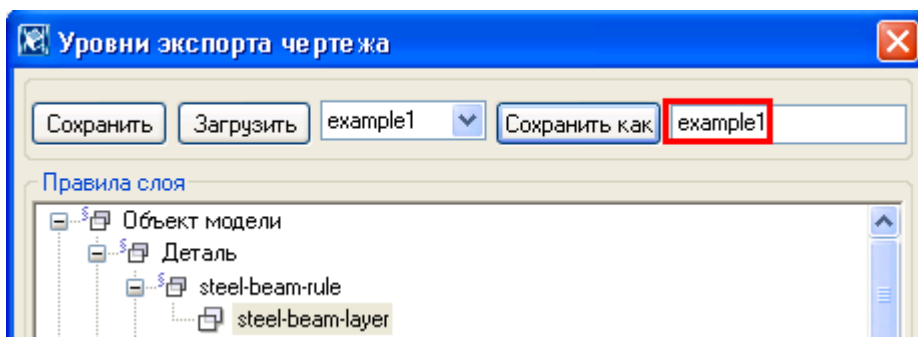 Уровни экспорта чертежа
Сохранить Загрузить example1 Сохранить как example1
Правила слоя
Объект модели
Деталь
steel-beam-rule
steel-beam-layer